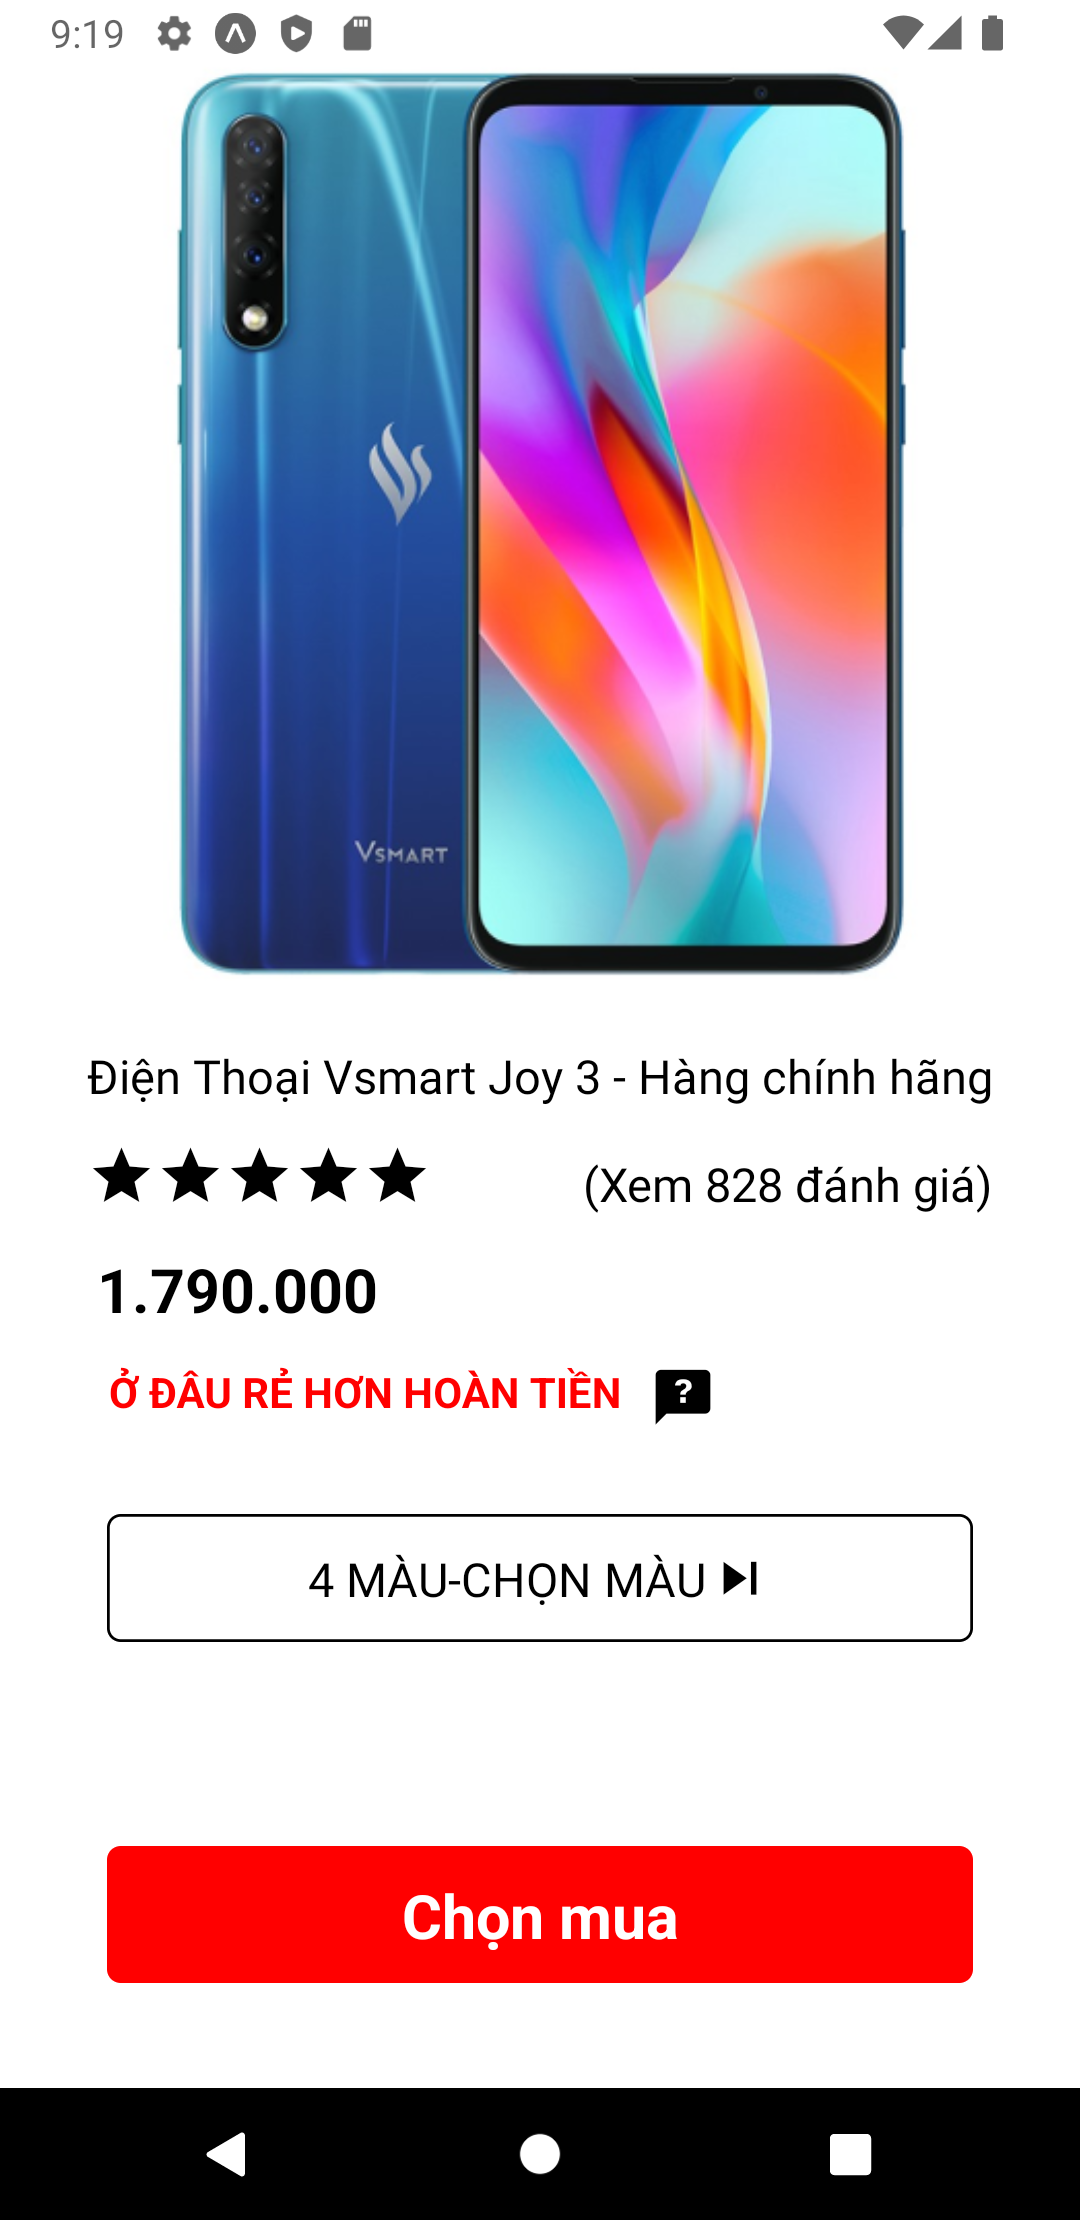 9:19
VSMART
Điện Thoại Vsmart Joy 3 - Hàng chính hãng
(Xem 828 đánh giá)
1.790.000
Ở ĐÂU RẺ HƠN HOÀN TIỀN ?
4 MÀU-CHỌN MÀU
Chọn mua